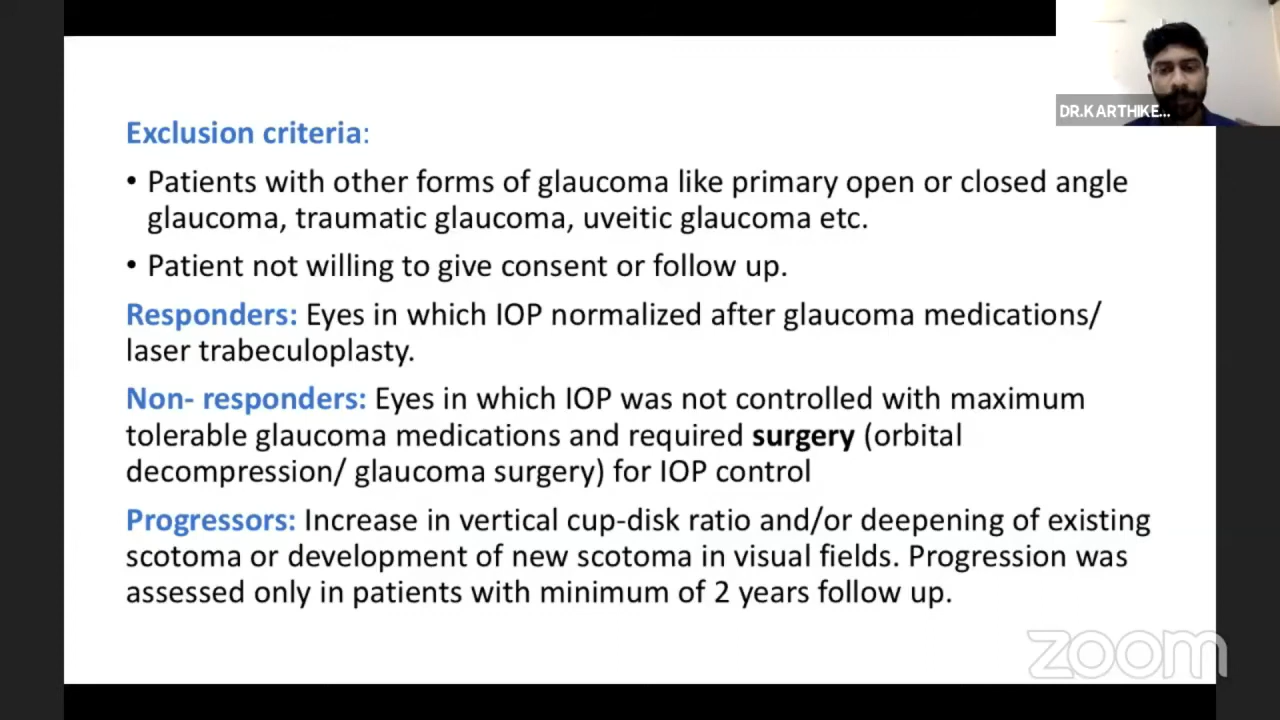 DR.KARTHIKE...
Exclusion criteria:
• Patients with other forms of glaucoma like primary open or closed angle
glaucoma, traumatic glaucoma, uveitic glaucoma etc.
• Patient not willing to give consent or follow up.
Responders: Eyes in which IOP normalized after glaucoma medications/
laser trabeculoplasty.
Non- responders: Eyes in which IOP was not controlled with maximum
tolerable glaucoma medications and required surgery (orbital
decompression/ glaucoma surgery) for IOP control
Progressors: Increase in vertical cup-disk ratio and/or deepening of existing
scotoma or development of new scotoma in visual fields. Progression was
assessed only in patients with minimum of 2 years follow up.
zoom